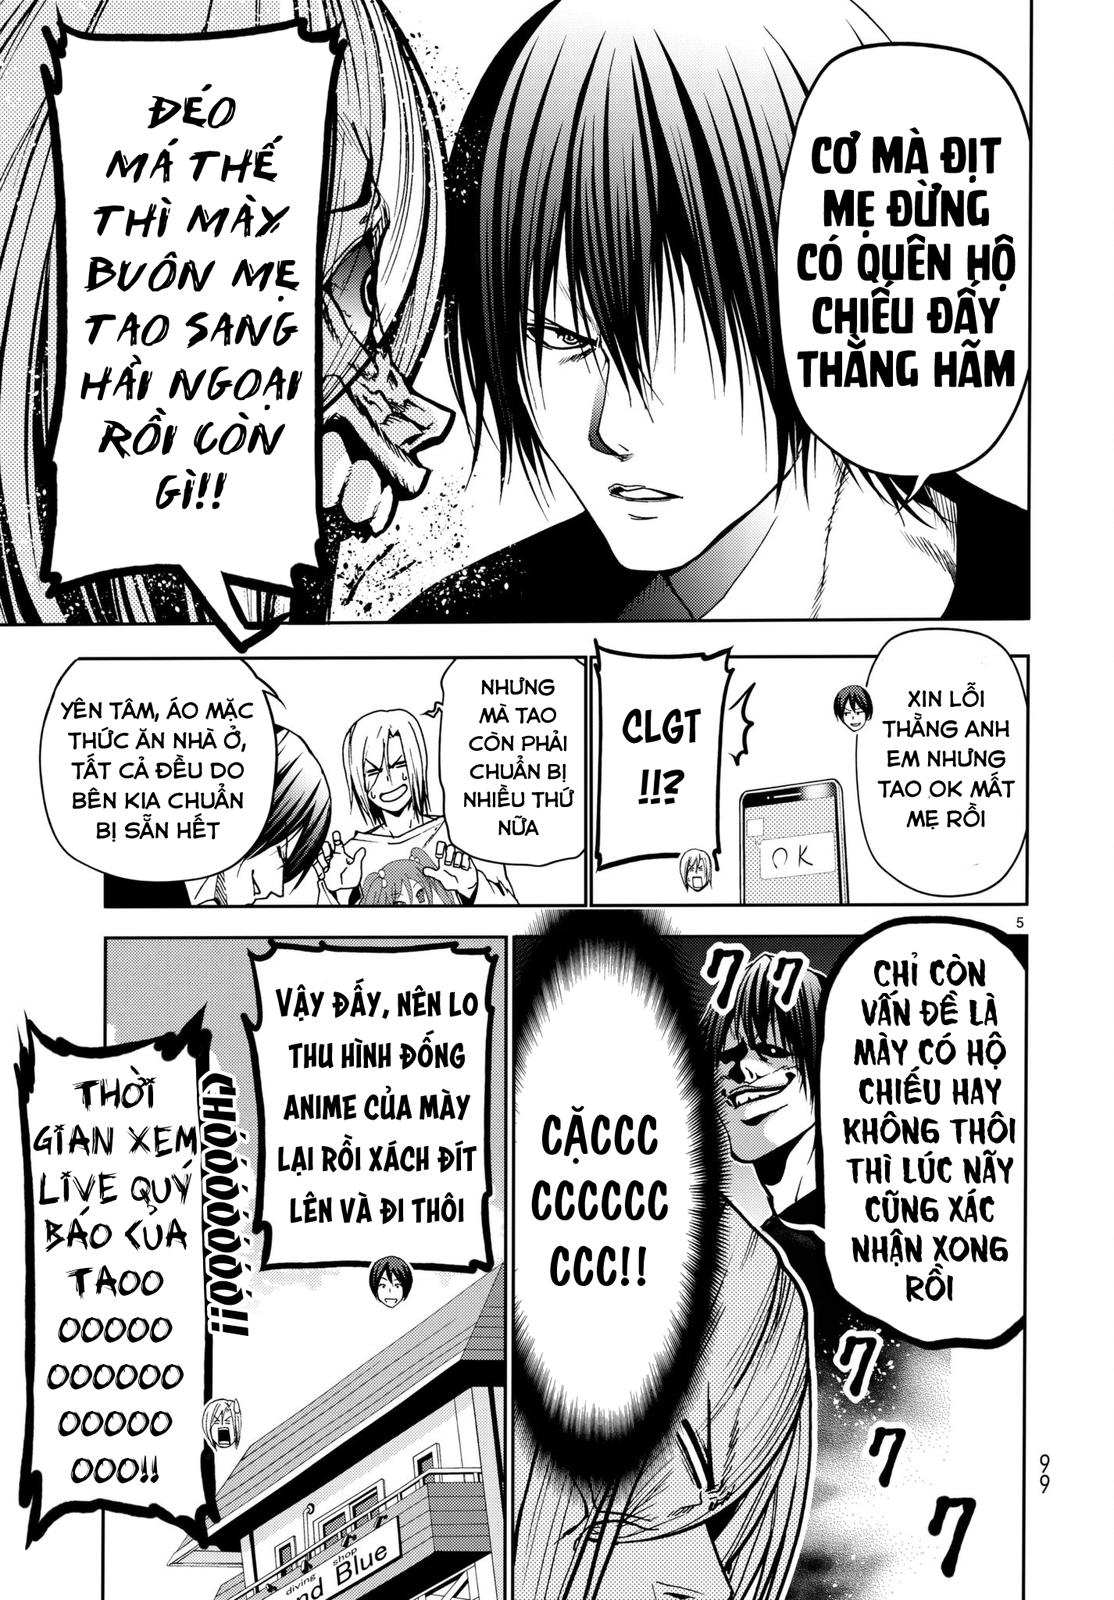 CƠ MÀ ĐỊT
MẸ ĐỪNG
CÓ QUÊN HỘ
CHIẾU ĐẤY
THẰNG HÃM
ĐÉO
MÁ THẾ
THÌ MÀY
BUÔN MẸ
TAO SANG
HẢI NGOẠI
RỒI CÒN
GÌ!!
XIN LỖI
THẰNG ANH
EM NHƯNG
TAO OK MẤT
MẸ RỒI
OK
CLGT
!!?
NHƯNG
MÀ TAO
CÒN PHẢI
CHUẨN BỊ
NHIỀU THỨ
NỮA
YÊN TÂM, ÁO MẶC
THỨC ĂN NHÀ Ở,
TẤT CẢ ĐỀU DO
BÊN KIA CHUẨN
BỊ SẴN HẾT
5
CHỈ CÒN
VẤN ĐỀ LÀ
MÀY CÓ HỘ
CHIẾU HAY
KHÔNG THÔI
THÌ LÚC NÃY
CŨNG XÁC
NHẬN XONG
RỒI
ク
ク
ク
ク
ク
CẶCCC
CCCCCC
CCC!!
VẬY ĐẤY, NÊN LO
THU HÌNH ĐỐNG
ANIME CỦA MÀY
LẠI RỒI XÁCH ĐÍT
LÊN VÀ ĐI THÔI
THỜI
GIAN XEM
LIVE QUÝ
BÁO CỦA
TAOO
OOOOO
OOOOOO
OOOOO
OOO!!
diving shop
nd Blue
99